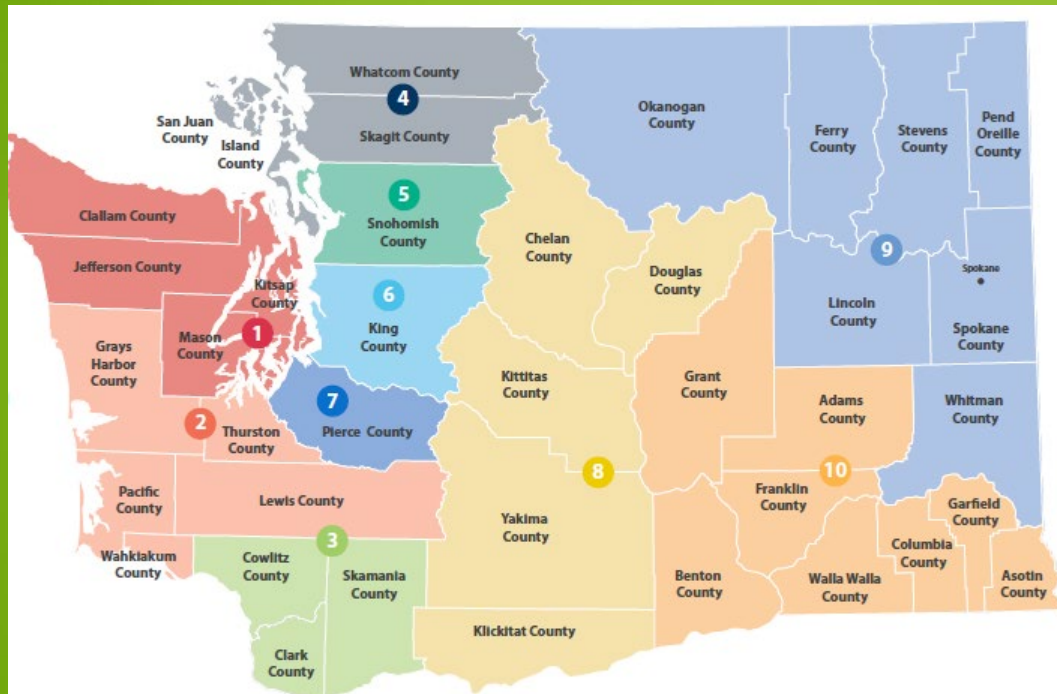 Whatcom County
4
Skagit County
San Juan
County
Island
County
5
Snohomish
County
Clallam County
Jefferson County
Kitsap
County
1
Mason
County
6
King
County
Grays
Harbor
County
2
Thurston
County
7
Pierce County
Pacific
County
Lewis County
Wahkiakum
County
3
Cowlitz
County
Skamania
County
Clark
County
Okanogan
County
Ferry
County
Stevens
County
Pend
Oreille
County
Chelan
County
Douglas
County
9
Lincoln
County
Spokane
Spokane
County
Kittitas
County
Grant
County
Adams
County
Whitman
County
8
10
Yakima
County
Franklin
County
Garfield
County
Columbia
County
Benton
County
Walla Walla
County
Asotin
County
Klickitat County